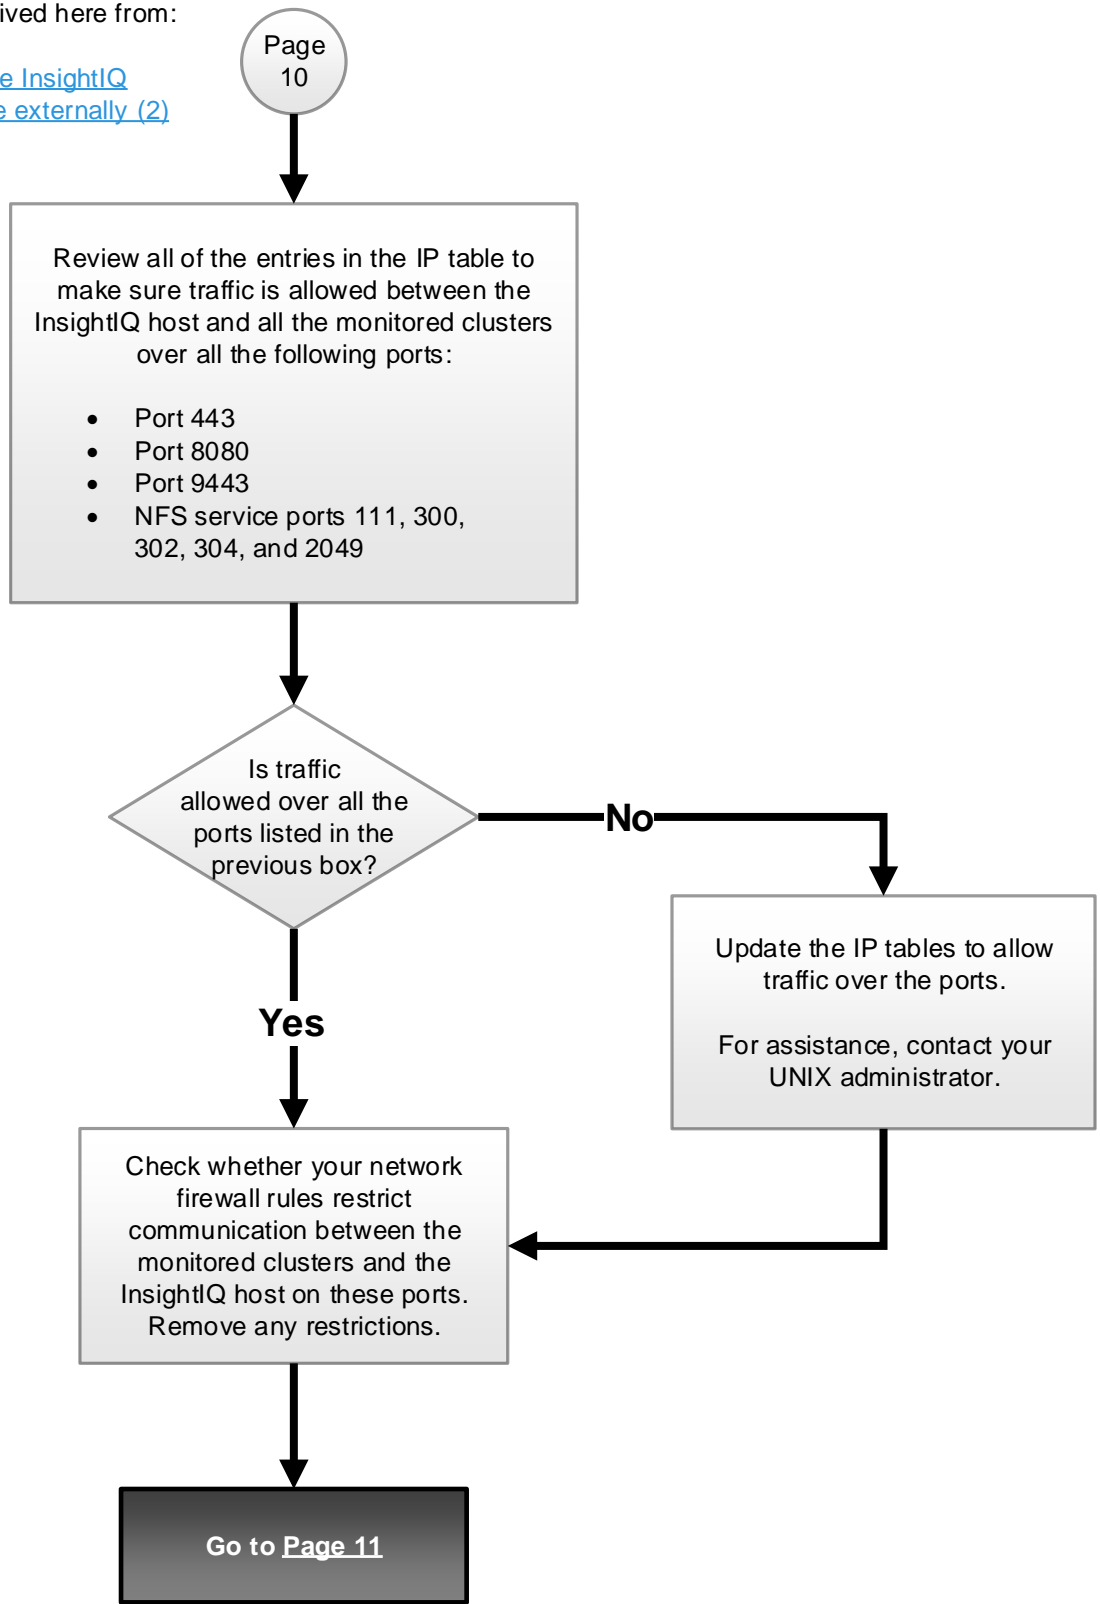 here from:
InsightIQ
externally (2)
Page
10
Review all of the entries in the IP table to
make sure traffic is allowed between the
InsightIQ host and all the monitored clusters
over all the following ports:
• Port 443
• Port 8080
• Port 9443
• NFS service ports 111, 300,
302, 304, and 2049
Is traffic
allowed over all the
ports listed in the
previous box?
No
Update the IP tables to allow
traffic over the ports.
For assistance, contact your
UNIX administrator.
Yes
Check whether your network
firewall rules restrict
communication between the
monitored clusters and the
InsightIQ host on these ports.
Remove any restrictions.
Go to Page 11